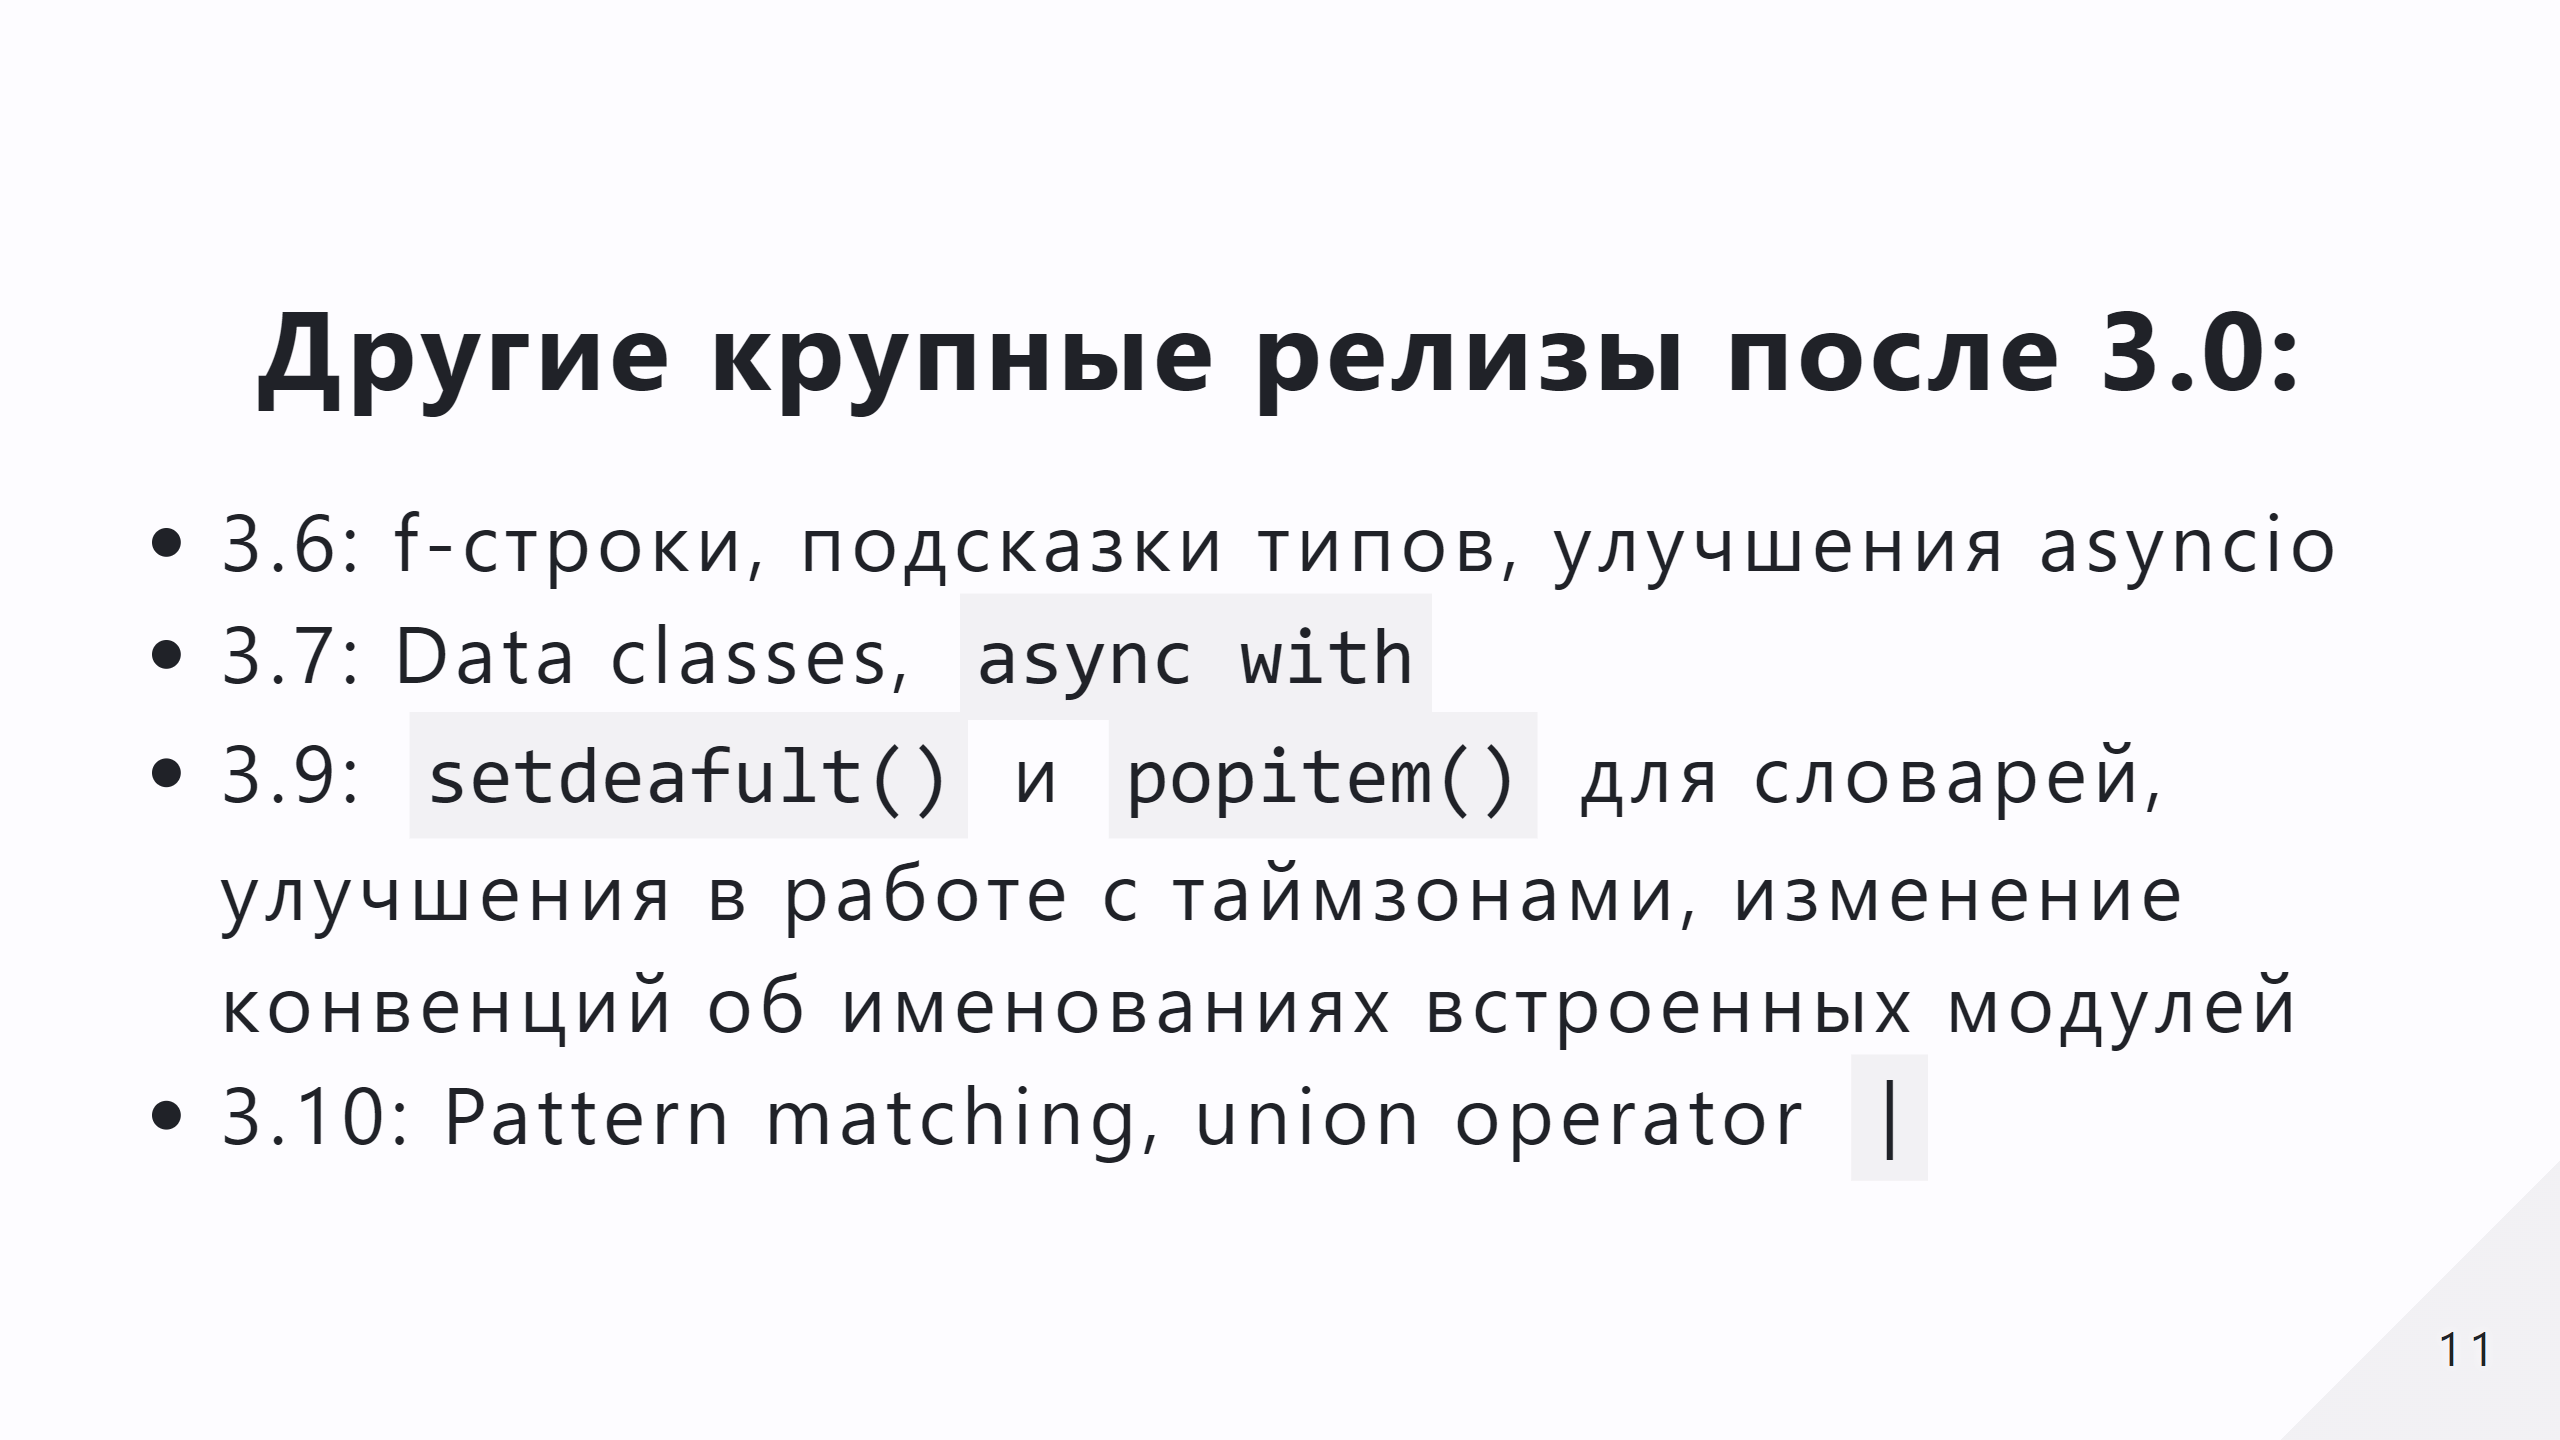 Другие крупные релизы после 3.0:
• 3.6: f-строки, подсказки типов, улучшения asyncio
• 3.7: Data classes, async with
• 3.9: setdeafult() и popitem() для словарей,
улучшения в работе с таймзонами, изменение
конвенций об именованиях встроенных модулей
• 3.10: Pattern matching, union operator |
11